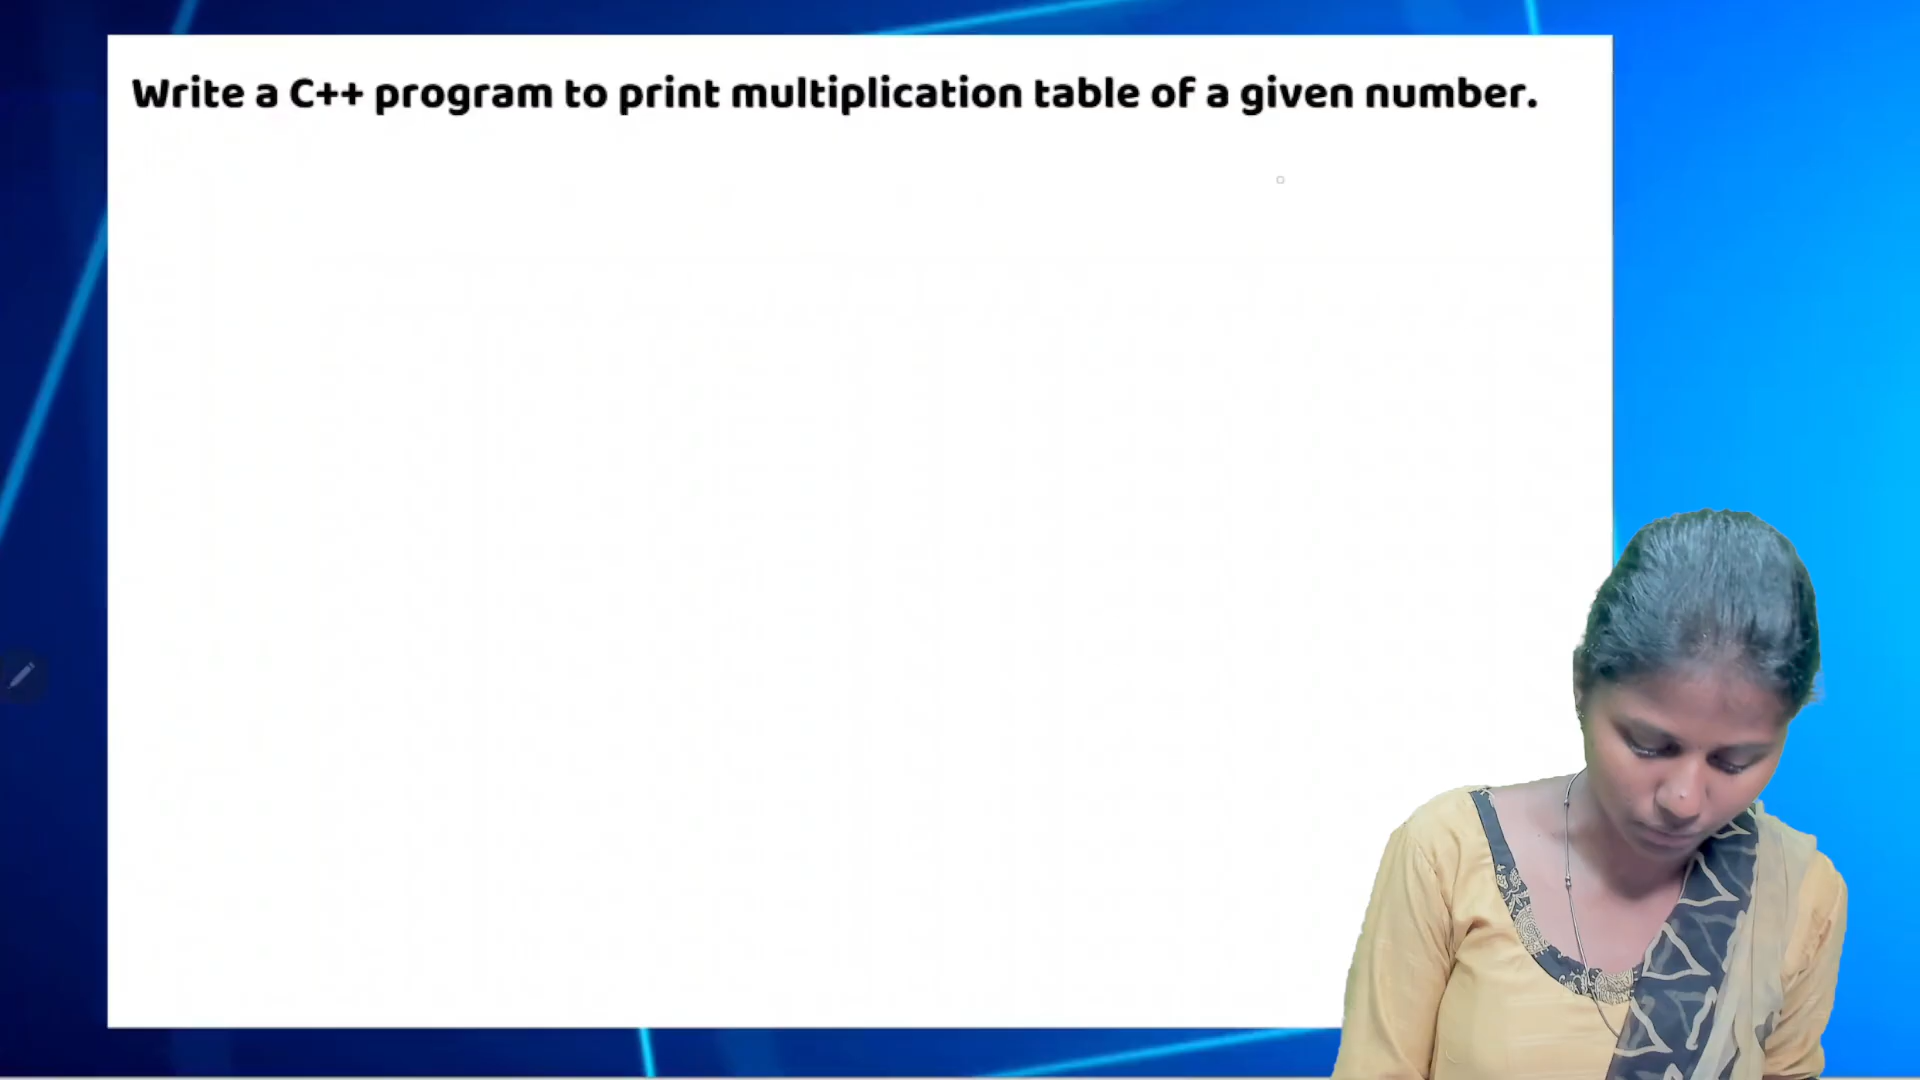 Write a C++ program to print multiplication table of a given number.